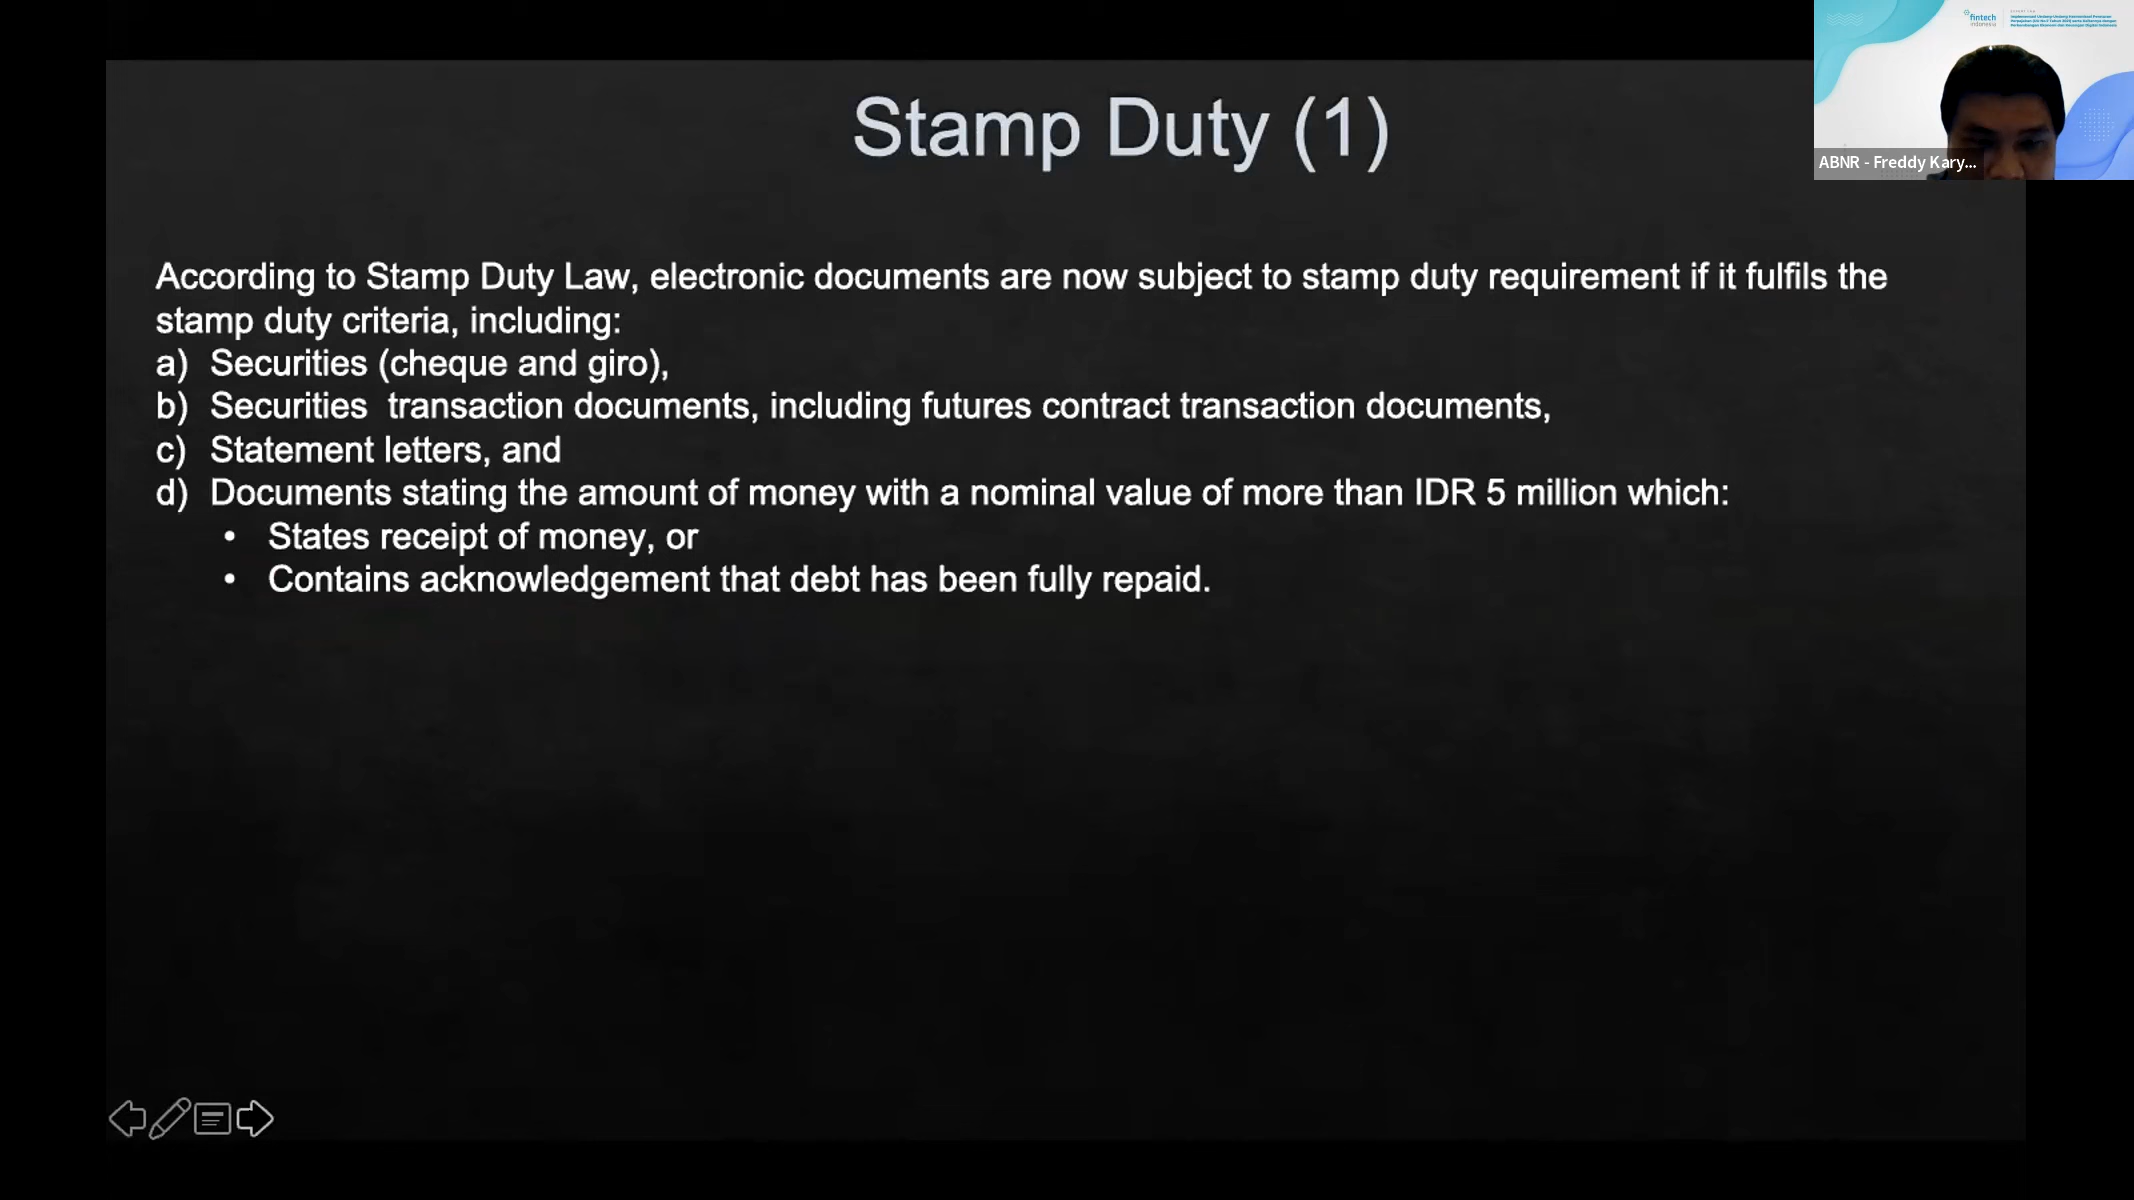 Stamp Duty (1)
fintech
indonesia
ABNR - Freddy Kary...
According to Stamp Duty Law, electronic documents are now subject to stamp duty requirement if it fulfils the
stamp duty criteria, including:
a) Securities (cheque and giro),
b) Securities transaction documents, including futures contract transaction documents,
c) Statement letters, and
d) Documents stating the amount of money with a nominal value of more than IDR 5 million which:
• States receipt of money, or
• Contains acknowledgement that debt has been fully repaid.